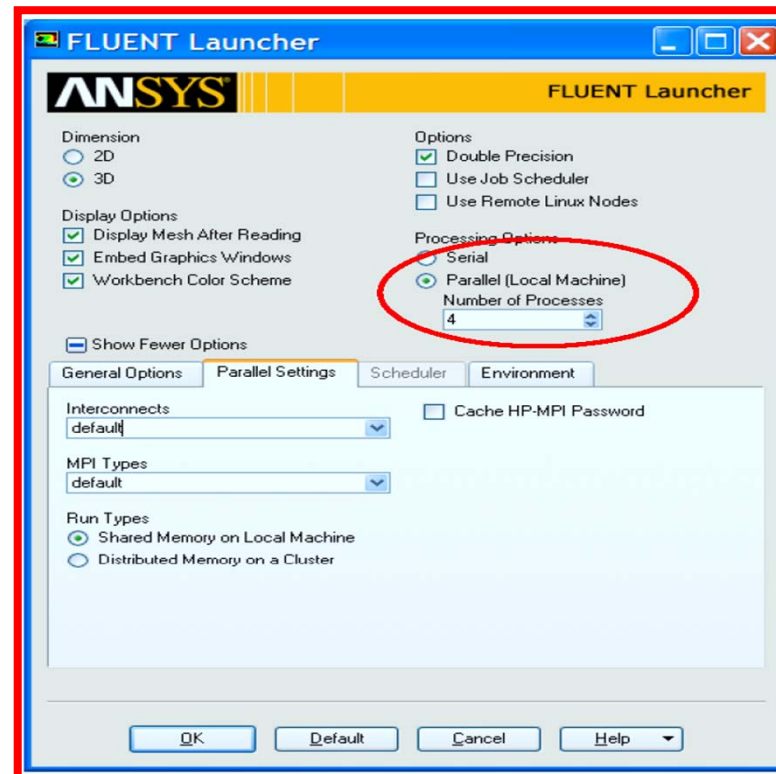 FLUENT Launcher
ANSYS
FLUENT Launcher
Dimension
2D
3D
Display Options
Display Mesh After Reading
Embed Graphics Windows
Workbench Color Scheme
Options
Double Precision
Use Job Scheduler
Use Remote Linux Nodes
Processing Options
Serial
Parallel (Local Machine)
Number of Processes
4
Show Fewer Options
General Options
Parallel Settings
Scheduler
Environment
Interconnects
default
Cache HP-MPI Password
MPI Types
default
Run Types
Shared Memory on Local Machine
Distributed Memory on a Cluster
OK
Default
Cancel
Help